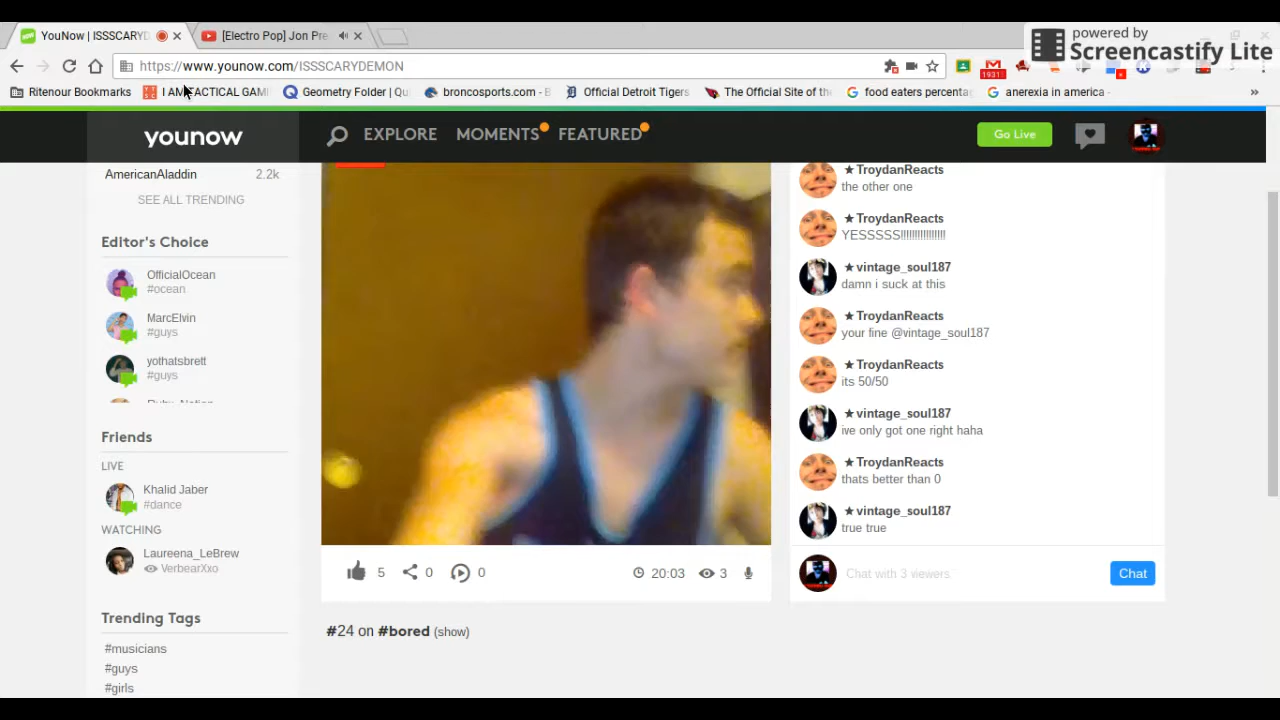 YouNow | ISSSCARYD
[Electro Pop] Jon Pre
powered by
Screencastify Lite
https://www.younow.com/ISSSCARYDEMON
1931
Ritenour Bookmarks
I AM TACTICAL GAMI
Geometry Folder | Qui
broncosports.com - B
Official Detroit Tigers
The Official Site of th
food eaters percenta
anerexia in america -
»
younow
EXPLORE
MOMENTS
FEATURED
Go Live
AmericanAladdin 2.2k
SEE ALL TRENDING
Editor's Choice
OfficialOcean
#ocean
MarcElvin
#guys
yothatsbrett
#guys
Friends
LIVE
Khalid Jaber
#dance
WATCHING
Laureena_LeBrew
VerbearXxo
Trending Tags
#musicians
#guys
#girls
5 0 0 20:03 3
#24 on #bored (show)
TroydanReacts
the other one
TroydanReacts
YESSSSS!!!!!!!!!!!!!!!!
vintage_soul187
damn i suck at this
TroydanReacts
your fine @vintage_soul187
TroydanReacts
its 50/50
vintage_soul187
ive only got one right haha
TroydanReacts
thats better than 0
vintage_soul187
true true
Chat with 3 viewers
Chat